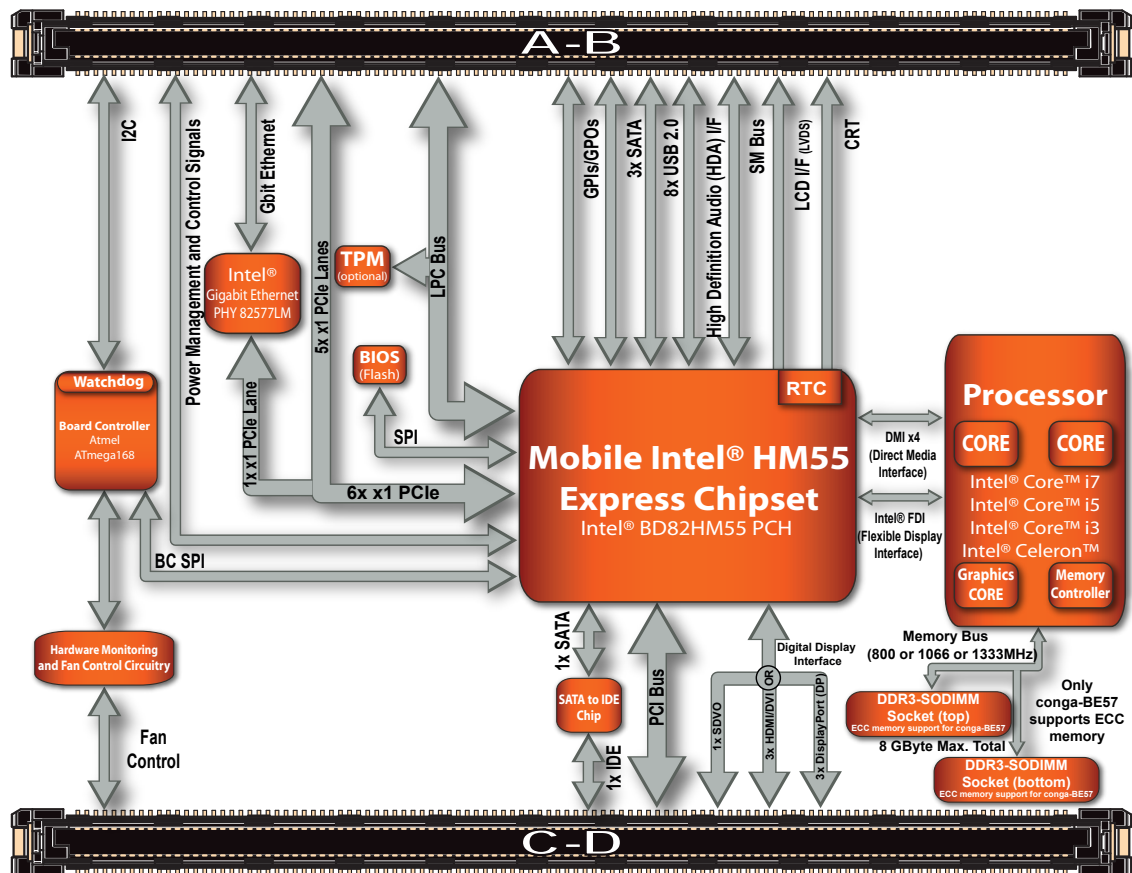 A-B
I2C
Power Management and Control Signals
Gbit Ethernet
5x x1 PCIe Lanes
LPC Bus
GPIs/GPOs
3x SATA
8x USB 2.0
High Definition Audio (HDA) I/F
SM Bus
LCD I/F (LVDS)
CRT
Intel®
Gigabit Ethernet
PHY 82577LM
TPM
(optional)
BIOS
(Flash)
SPI
1x x1 PCIe Lane
6x x1 PCIe
Watchdog
Board Controller
Atmel
ATmega168
BC SPI
RTC
Mobile Intel® HM55
Express Chipset
Intel® BD82HM55 PCH
DMI x4
(Direct Media
Interface)
Intel® FDI
(Flexible Display
Interface)
Processor
CORE
CORE
Intel® Core™ i7
Intel® Core™ i5
Intel® Core™ i3
Intel® Celeron™
Graphics
CORE
Memory
Controller
Hardware Monitoring
and Fan Control Circuitry
Fan
Control
1x SATA
SATA to IDE
Chip
1x IDE
PCI Bus
Digital Display
Interface
OR
1x SDVO
3x HDMI/DVI
3x DisplayPort (DP)
Memory Bus
(800 or 1066 or 1333MHz)
DDR3-SODIMM
Socket (top)
ECC memory support for conga-BE57
8 GByte Max. Total
Only
conga-BE57
supports ECC
memory
DDR3-SODIMM
Socket (bottom)
ECC memory support for conga-BE57
C-D